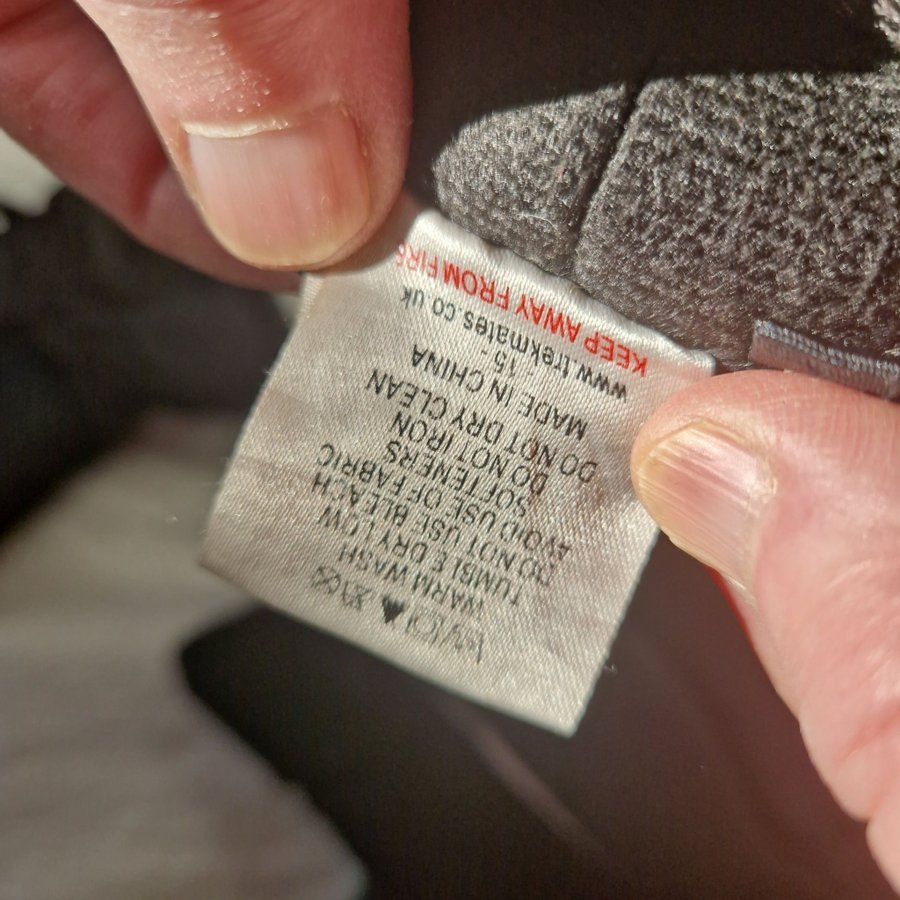 WARM WASH
TUMBLE DRY LOW
DO NOT USE BLEACH
AVOID USE OF FABRIC
SOFTENERS
DO NOT IRON
DO NOT DRY CLEAN
MADE IN CHINA
- 15 -
www.trekmates.co.uk
KEEP AWAY FROM FIRE